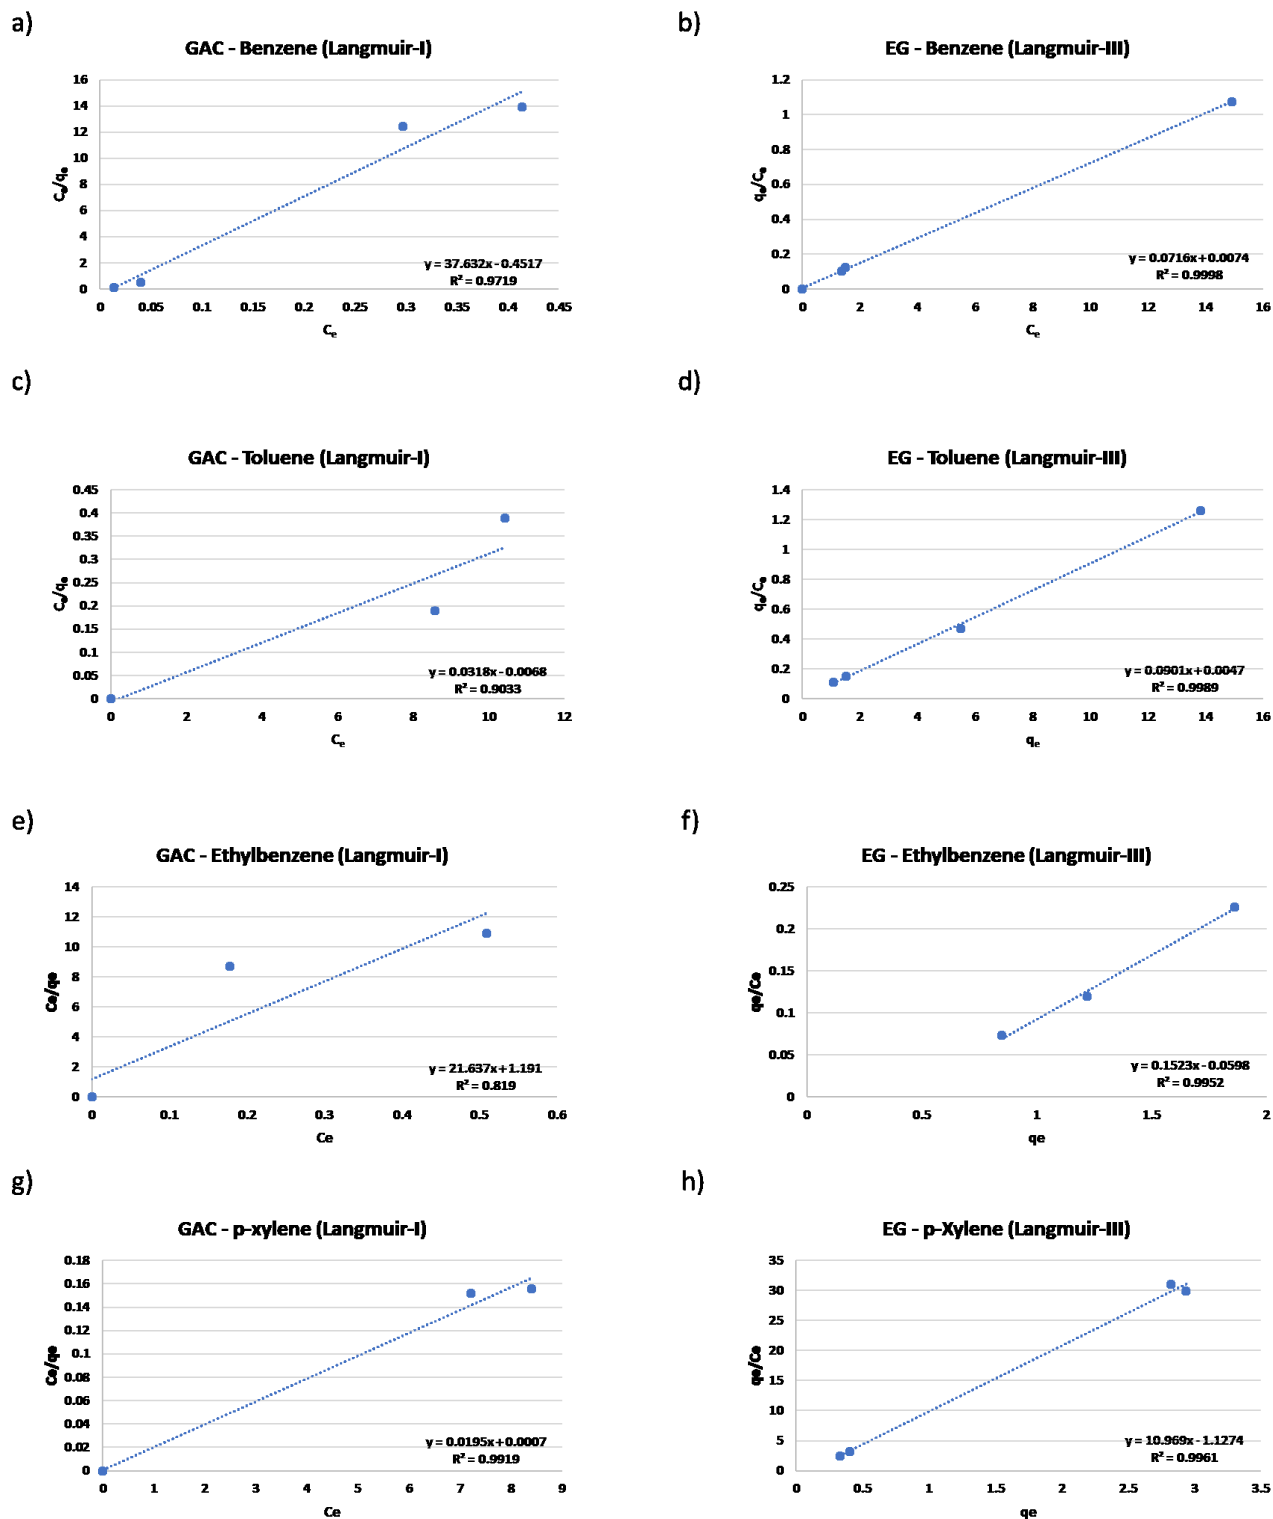 a)
GAC - Benzene (Langmuir-I)
16
14
12
10
8
6
4
2
0
Cₑ/qₑ
y = 37.632x - 0.4517
R² = 0.9719
0 0.05 0.1 0.15 0.2 0.25 0.3 0.35 0.4 0.45
Cₑ
b)
EG - Benzene (Langmuir-III)
1.2
1
0.8
0.6
0.4
0.2
0
qₑ/Cₑ
y = 0.0716x + 0.0074
R² = 0.9998
0 2 4 6 8 10 12 14 16
Cₑ
c)
GAC - Toluene (Langmuir-I)
0.45
0.4
0.35
0.3
0.25
0.2
0.15
0.1
0.05
0
Cₑ/qₑ
y = 0.0318x - 0.0068
R² = 0.9033
0 2 4 6 8 10 12
Cₑ
d)
EG - Toluene (Langmuir-III)
1.4
1.2
1
0.8
0.6
0.4
0.2
0
qₑ/Cₑ
y = 0.0901x + 0.0047
R² = 0.9989
0 2 4 6 8 10 12 14 16
qₑ
e)
GAC - Ethylbenzene (Langmuir-I)
14
12
10
8
6
4
2
0
Ce/qe
y = 21.637x + 1.191
R² = 0.819
0 0.1 0.2 0.3 0.4 0.5 0.6
Ce
f)
EG - Ethylbenzene (Langmuir-III)
0.25
0.2
0.15
0.1
0.05
0
qe/Ce
y = 0.1523x - 0.0598
R² = 0.9952
0 0.5 1 1.5 2
qe
g)
GAC - p-xylene (Langmuir-I)
0.18
0.16
0.14
0.12
0.1
0.08
0.06
0.04
0.02
0
Ce/qe
y = 0.0195x + 0.0007
R² = 0.9919
0 1 2 3 4 5 6 7 8 9
Ce
h)
EG - p-Xylene (Langmuir-III)
35
30
25
20
15
10
5
0
qe/Ce
y = 10.969x - 1.1274
R² = 0.9961
0 0.5 1 1.5 2 2.5 3 3.5
qe